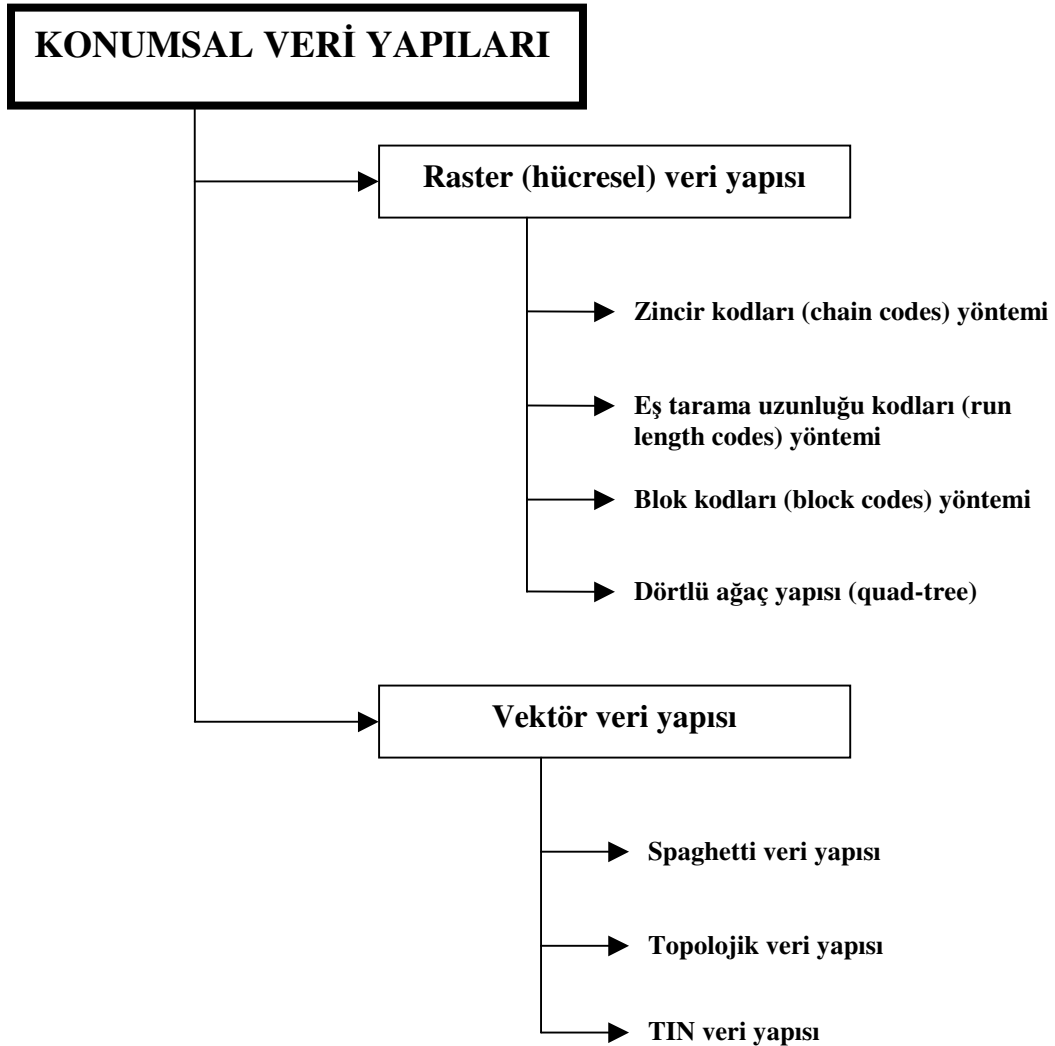 KONUMSAL VERİ YAPILARI
Raster (hücresel) veri yapısı
Zincir kodları (chain codes) yöntemi
Eş tarama uzunluğu kodları (run
length codes) yöntemi
Blok kodları (block codes) yöntemi
Dörtlü ağaç yapısı (quad-tree)
Vektör veri yapısı
Spaghetti veri yapısı
Topolojik veri yapısı
TIN veri yapısı